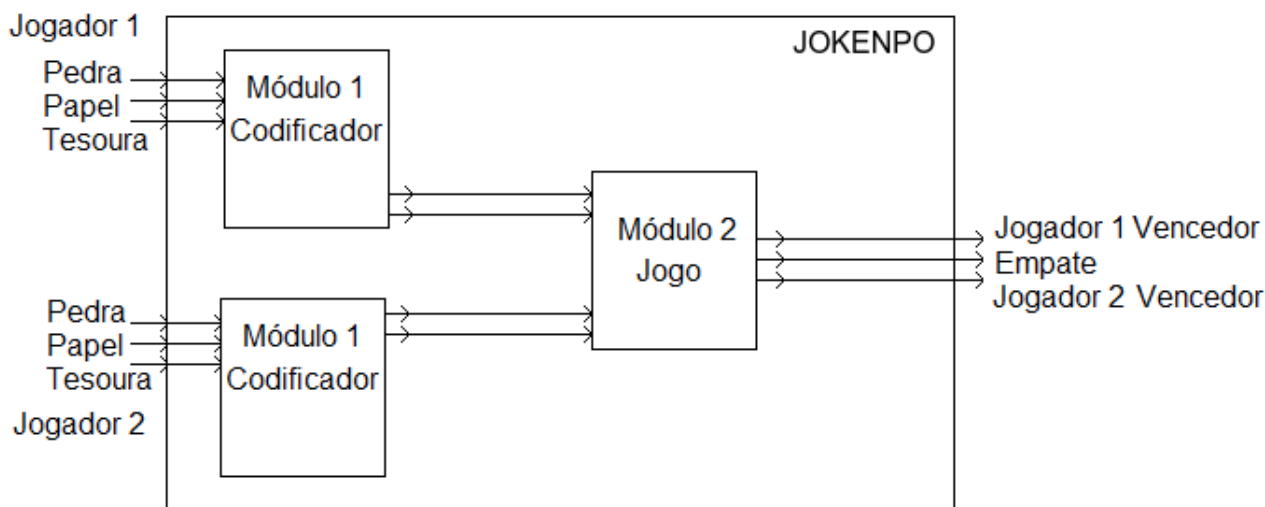 Jogador 1
JOKENPO
Pedra
Papel
Tesoura
Módulo 1
Codificador
Módulo 2
Jogo
Jogador 1 Vencedor
Empate
Jogador 2 Vencedor
Pedra
Papel
Tesoura
Módulo 1
Codificador
Jogador 2